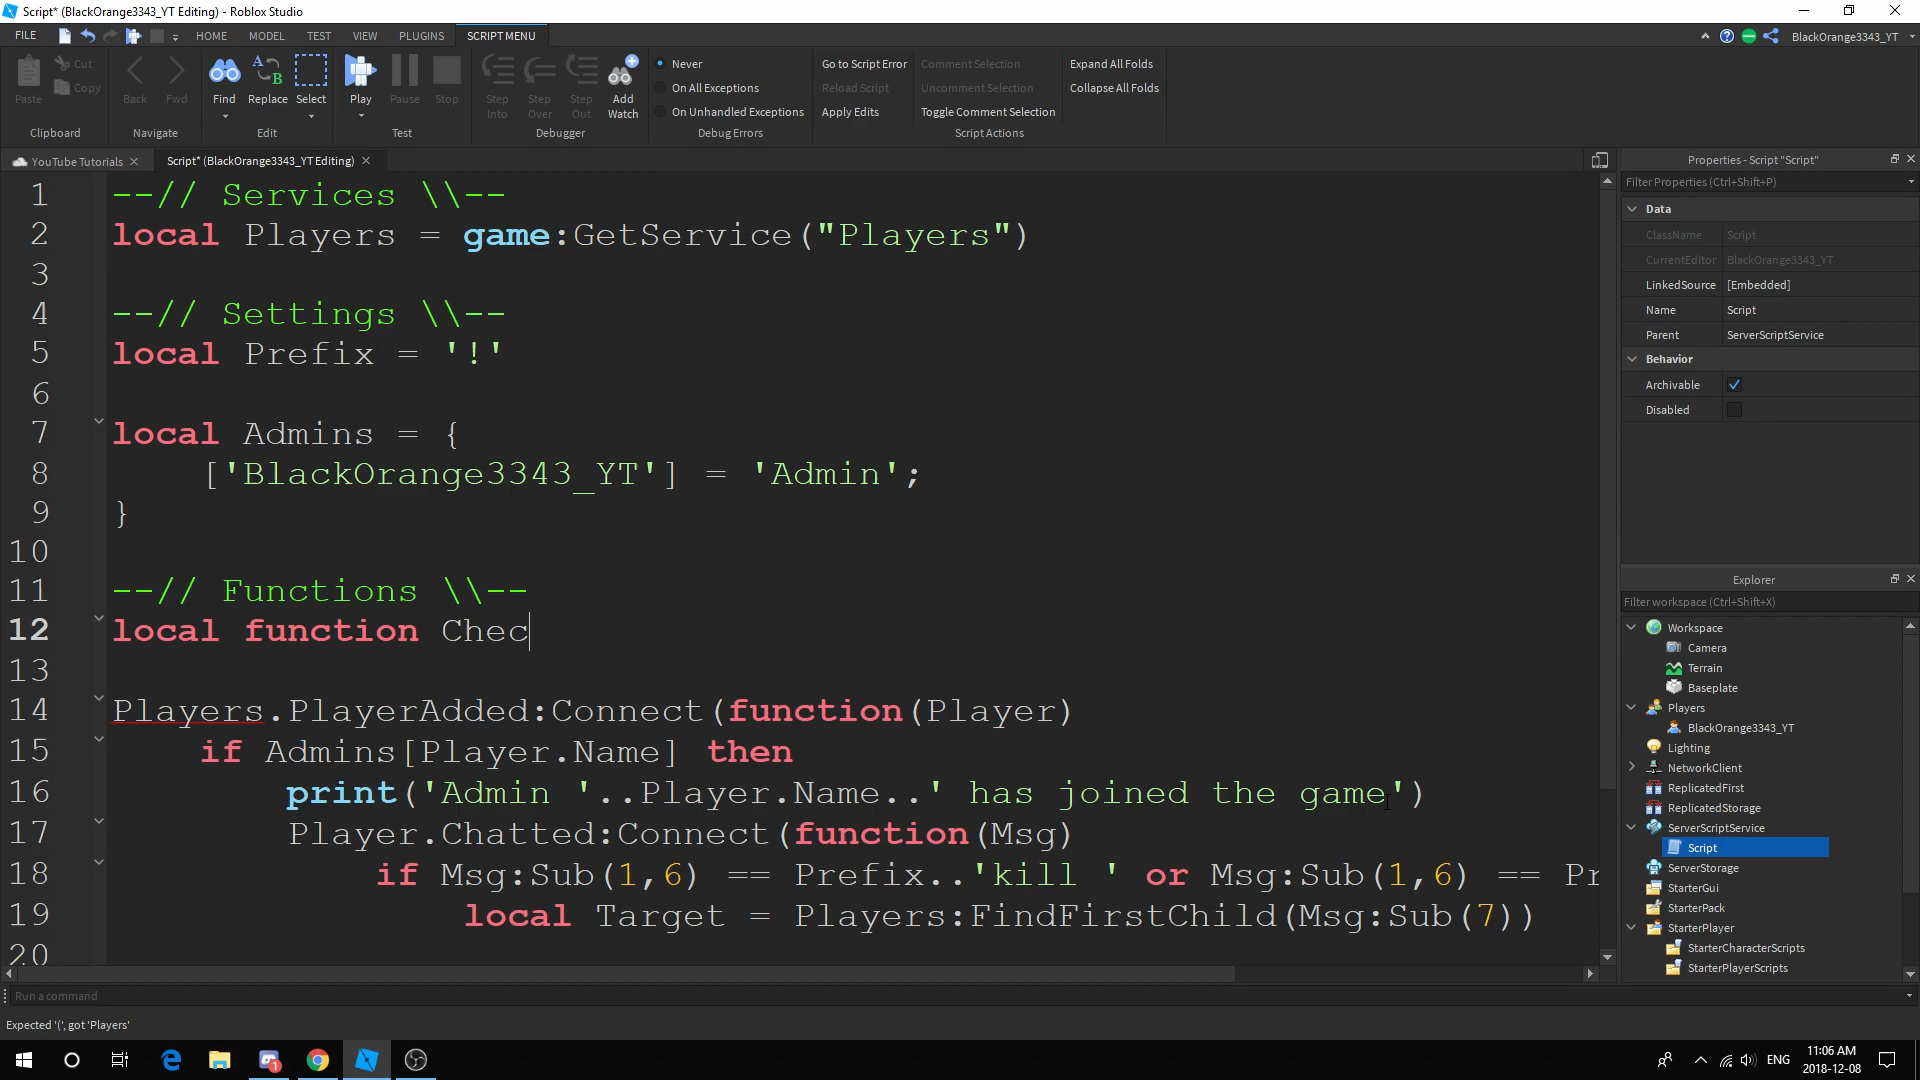 Script* (BlackOrange3343_YT Editing) - Roblox Studio
FILE HOME MODEL TEST VIEW PLUGINS SCRIPT MENU BlackOrange3343_YT
Paste Cut Copy
Clipboard
Back Fwd
Navigate
Find Replace Select
Edit
Play Pause Stop
Test
Step Into Step Over Step Out Add Watch
Debugger
Never
On All Exceptions
On Unhandled Exceptions
Debug Errors
Go to Script Error Comment Selection Expand All Folds
Reload Script Uncomment Selection Collapse All Folds
Apply Edits Toggle Comment Selection
Script Actions
YouTube Tutorials Script* (BlackOrange3343_YT Editing)
1 --// Services \\--
2 local Players = game:GetService("Players")
3
4 --// Settings \\--
5 local Prefix = '!'
6
7 local Admins = {
8 ['BlackOrange3343_YT'] = 'Admin';
9 }
10
11 --// Functions \\--
12 local function Chec
13
14 Players.PlayerAdded:Connect(function(Player)
15 if Admins[Player.Name] then
16 print('Admin '..Player.Name..' has joined the game')
17 Player.Chatted:Connect(function(Msg)
18 if Msg:Sub(1,6) == Prefix..'kill ' or Msg:Sub(1,6) == Pr
19 local Target = Players:FindFirstChild(Msg:Sub(7))
20
Properties - Script "Script"
Filter Properties (Ctrl+Shift+P)
Data
ClassName Script
CurrentEditor BlackOrange3343_YT
LinkedSource [Embedded]
Name Script
Parent ServerScriptService
Behavior
Archivable
Disabled
Explorer
Filter workspace (Ctrl+Shift+X)
Workspace
Camera
Terrain
Baseplate
Players
BlackOrange3343_YT
Lighting
NetworkClient
ReplicatedFirst
ReplicatedStorage
ServerScriptService
Script
ServerStorage
StarterGui
StarterPack
StarterPlayer
StarterCharacterScripts
StarterPlayerScripts
Run a command
Expected '(', got 'Players'
1
ENG
11:06 AM
2018-12-08